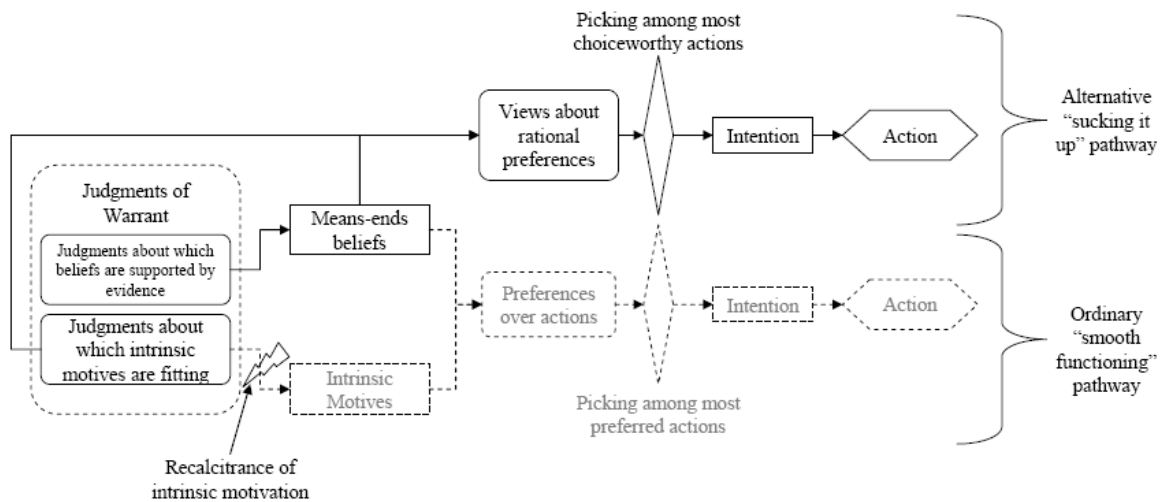 Picking among most
choiceworthy actions
Views about
rational
preferences
Intention
Action
Alternative
“sucking it
up” pathway
Judgments of
Warrant
Judgments about which
beliefs are supported by
evidence
Means-ends
beliefs
Judgments about
which intrinsic
motives are fitting
Intrinsic
Motives
Preferences
over actions
Intention
Action
Ordinary
“smooth
functioning”
pathway
Picking among most
preferred actions
Recalcitrance of
intrinsic motivation